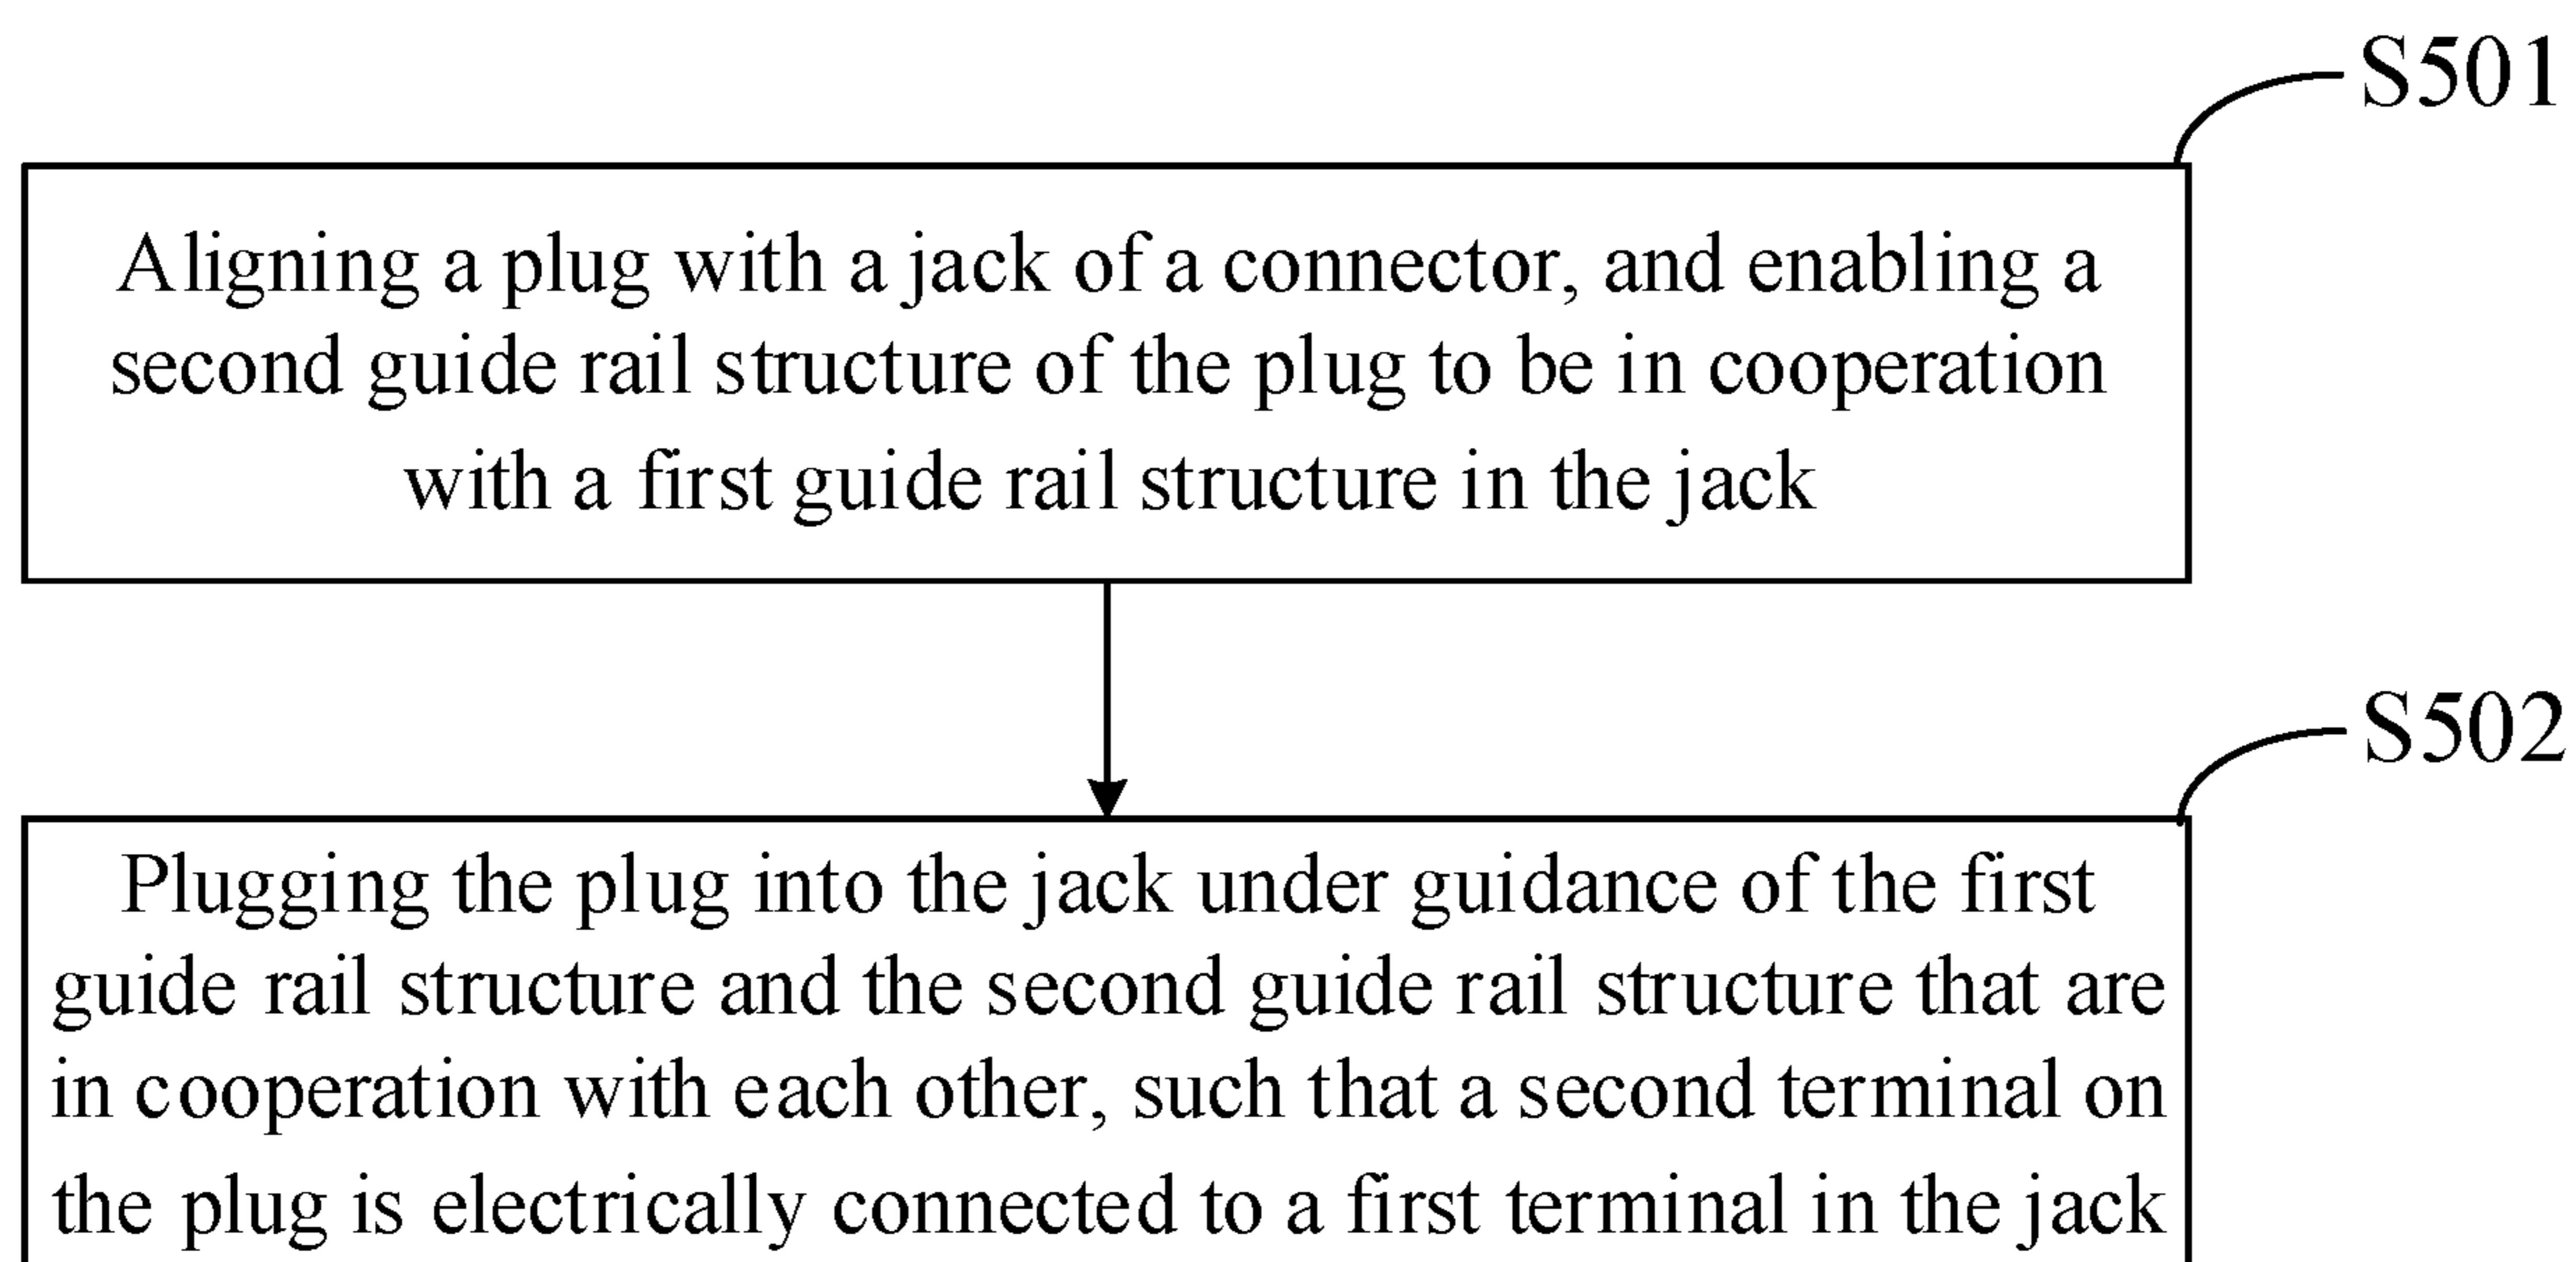 S501
Aligning a plug with a jack of a connector, and enabling a
second guide rail structure of the plug to be in cooperation
with a first guide rail structure in the jack
S502
Plugging the plug into the jack under guidance of the first
guide rail structure and the second guide rail structure that are
in cooperation with each other, such that a second terminal on
the plug is electrically connected to a first terminal in the jack